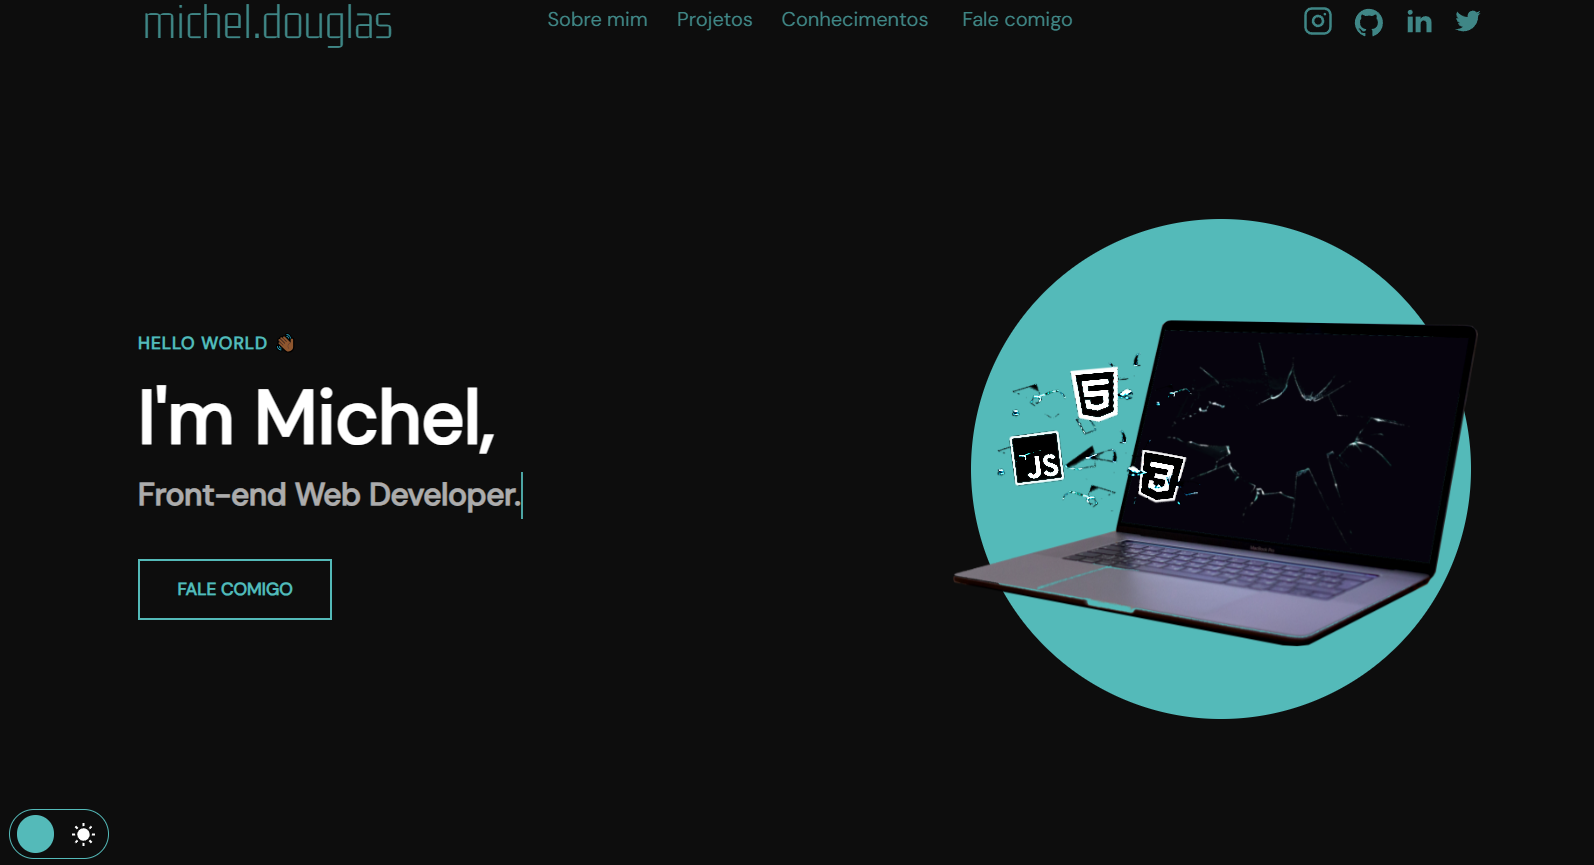 michel.douglas
Sobre mim Projetos Conhecimentos Fale comigo
HELLO WORLD 👋🏾
I'm Michel,
Front-end Web Developer.
FALE COMIGO
5
JS
3